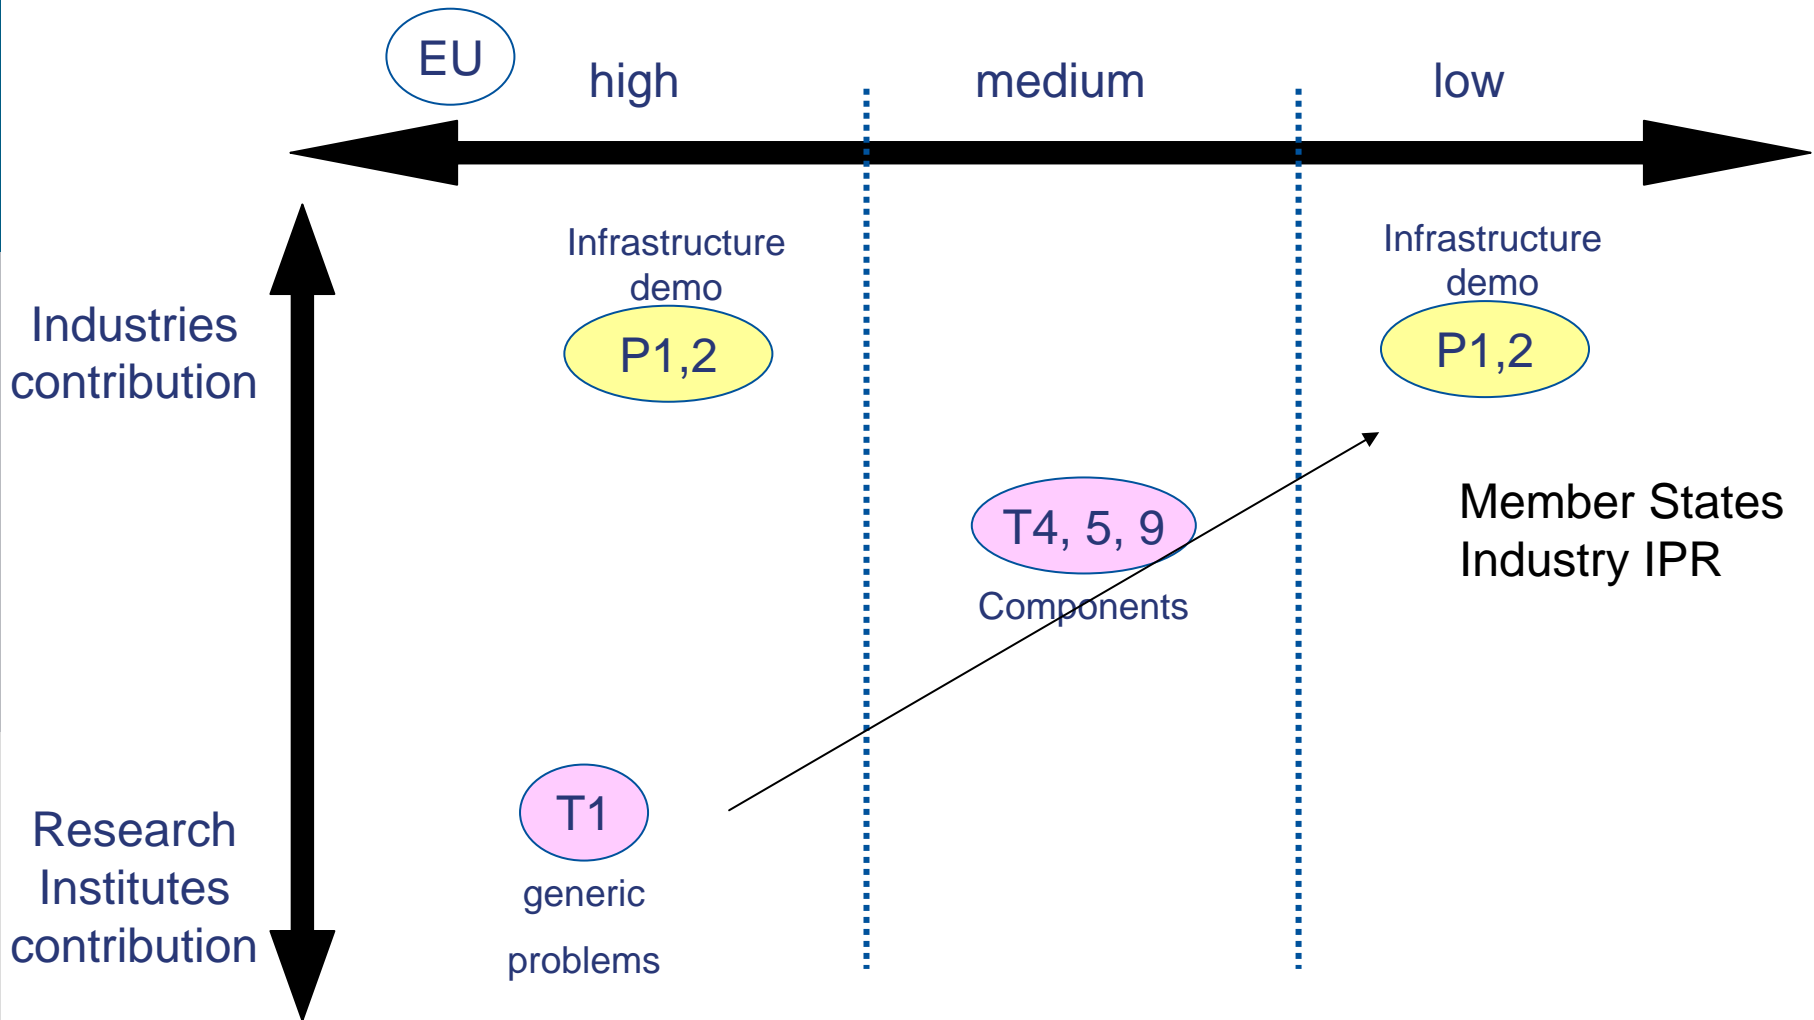 EU
high
medium
low
Infrastructure
demo
P1,2
Infrastructure
demo
P1,2
Industries
contribution
T4, 5, 9
Components
Member States
Industry IPR
T1
generic
problems
Research
Institutes
contribution